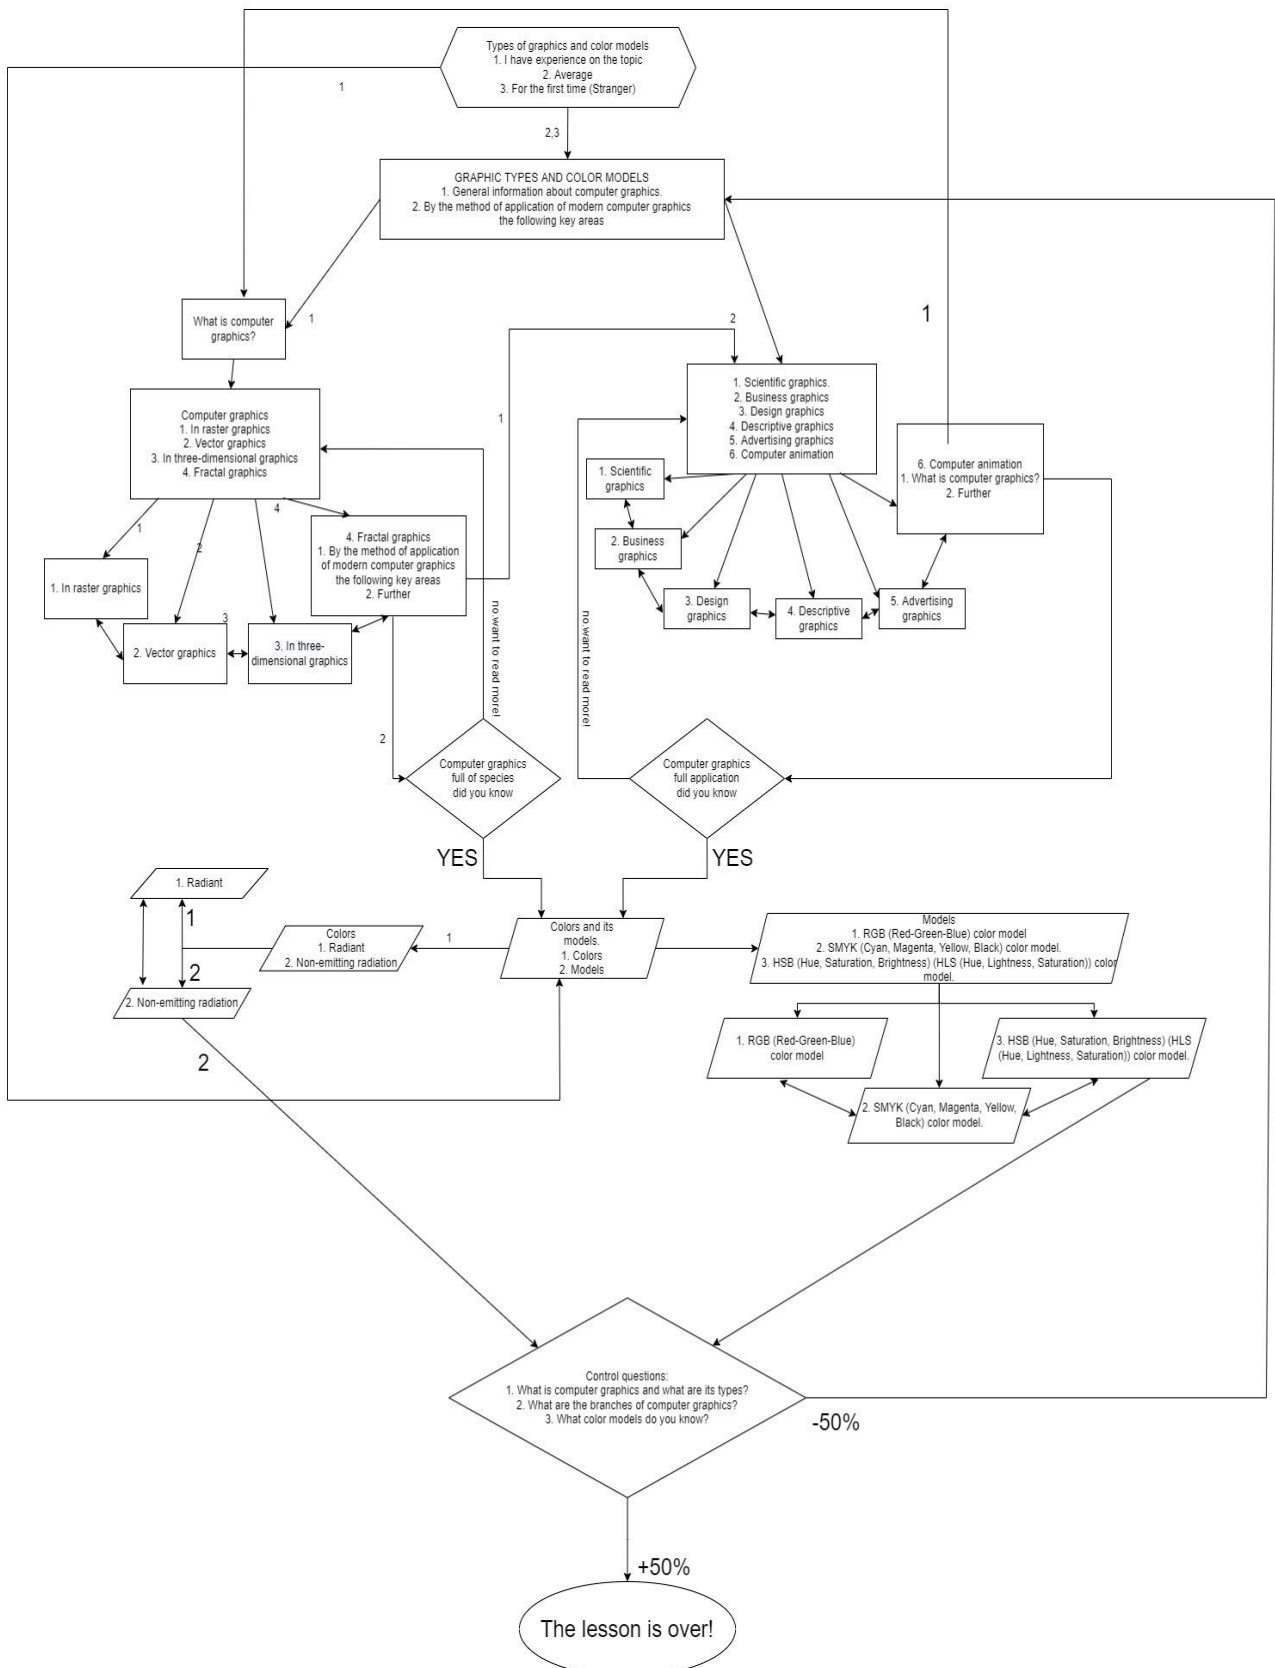 Types of graphics and color models
1. I have experience on the topic
2. Average
3. For the first time (Stranger)
1
2,3
GRAPHIC TYPES AND COLOR MODELS
1. General information about computer graphics.
2. By the method of application of modern computer graphics
the following key areas
1
What is computer
graphics?
2
1
Computer graphics
1. In raster graphics
2. Vector graphics
3. In three-dimensional graphics
4. Fractal graphics
1
1. Scientific graphics.
2. Business graphics
3. Design graphics
4. Descriptive graphics
5. Advertising graphics
6. Computer animation
6. Computer animation
1. What is computer graphics?
2. Further
1
2
3
4
4. Fractal graphics
1. By the method of application
of modern computer graphics
the following key areas
2. Further
1. In raster graphics
2. Vector graphics
3. In three-
dimensional graphics
1. Scientific
graphics
2. Business
graphics
3. Design
graphics
4. Descriptive
graphics
5. Advertising
graphics
no.want to read more!
no.want to read more!
2
Computer graphics
full of species
did you know
Computer graphics
full application
did you know
YES
YES
1. Radiant
1
Colors
1. Radiant
2. Non-emitting radiation
1
Colors and its
models.
1. Colors
2. Models
Models
1. RGB (Red-Green-Blue) color model
2. SMYK (Cyan, Magenta, Yellow, Black) color model.
3. HSB (Hue, Saturation, Brightness) (HLS (Hue, Lightness, Saturation)) color
model.
2
2. Non-emitting radiation
2
1. RGB (Red-Green-Blue)
color model
3. HSB (Hue, Saturation, Brightness) (HLS
(Hue, Lightness, Saturation)) color model.
2. SMYK (Cyan, Magenta, Yellow,
Black) color model.
Control questions:
1. What is computer graphics and what are its types?
2. What are the branches of computer graphics?
3. What color models do you know?
-50%
+50%
The lesson is over!